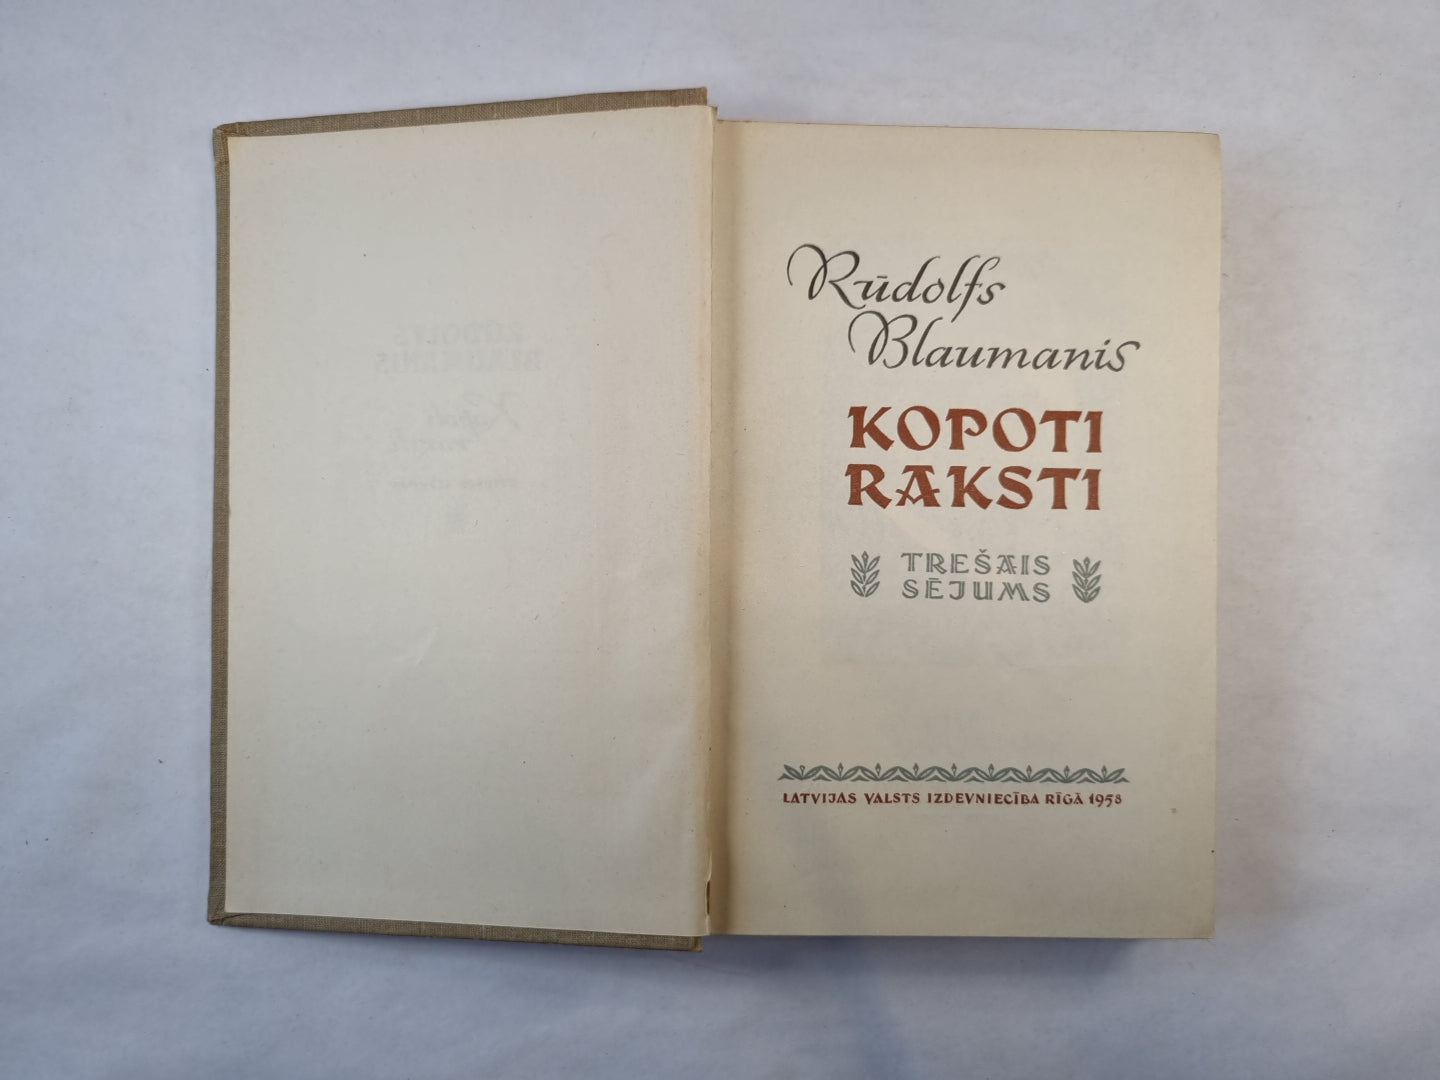 Rūdolfs
Blaumanis
KOPOTI
RAKSTI
TREŠAIS
SĒJUMS
LATVIJAS VALSTS IZDEVNIECĪBA RĪGĀ 1958